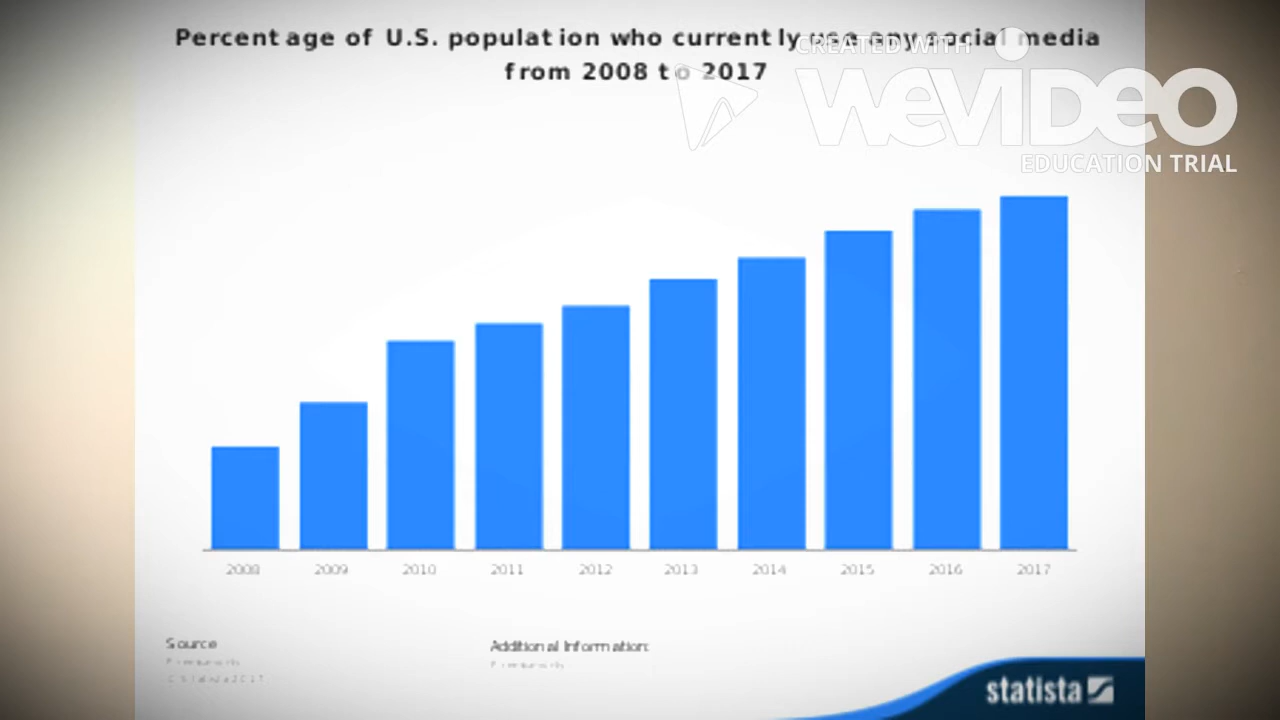 Percentage of U.S. population who currently use any social media
from 2008 to 2017
CREATED WITH
WEVIDEO
EDUCATION TRIAL
2008 2009 2010 2011 2012 2013 2014 2015 2016 2017
Source
Additional Information:
statista